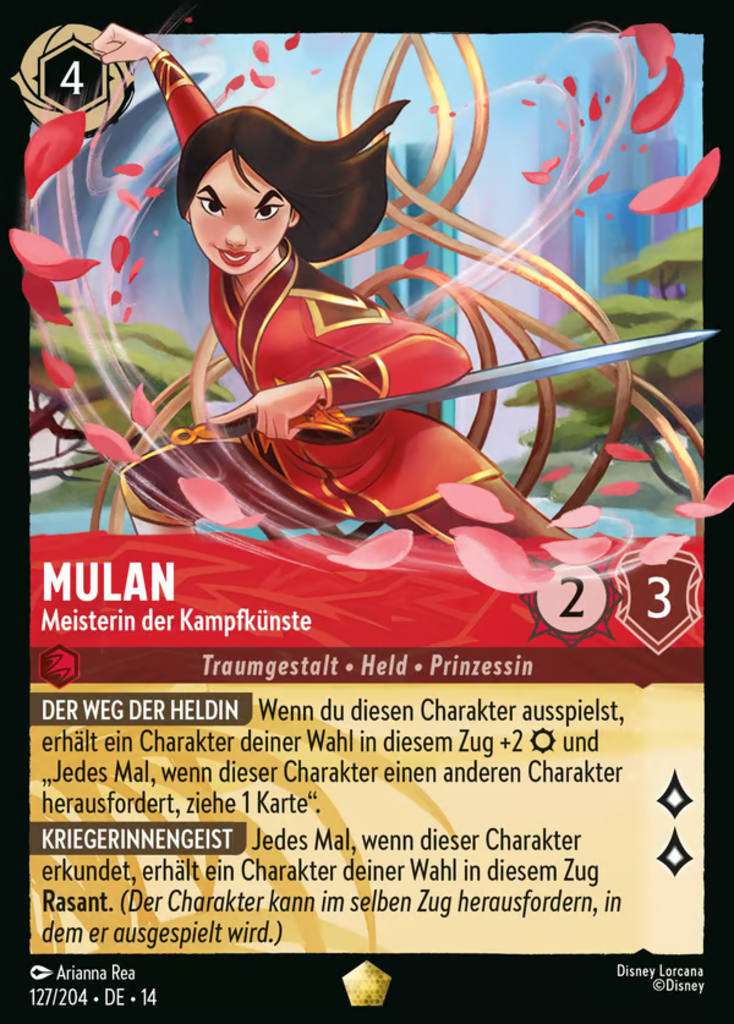 4
MULAN
Meisterin der Kampfkünste
2
3
Traumgestalt • Held • Prinzessin
DER WEG DER HELDIN Wenn du diesen Charakter ausspielst,
erhält ein Charakter deiner Wahl in diesem Zug +2 und
„Jedes Mal, wenn dieser Charakter einen anderen Charakter
herausfordert, ziehe 1 Karte“.
KRIEGERINNENGEIST Jedes Mal, wenn dieser Charakter
erkundet, erhält ein Charakter deiner Wahl in diesem Zug
Rasant. (Der Charakter kann im selben Zug herausfordern, in
dem er ausgespielt wird.)
Arianna Rea
127/204 • DE • 14
Disney Lorcana
©Disney